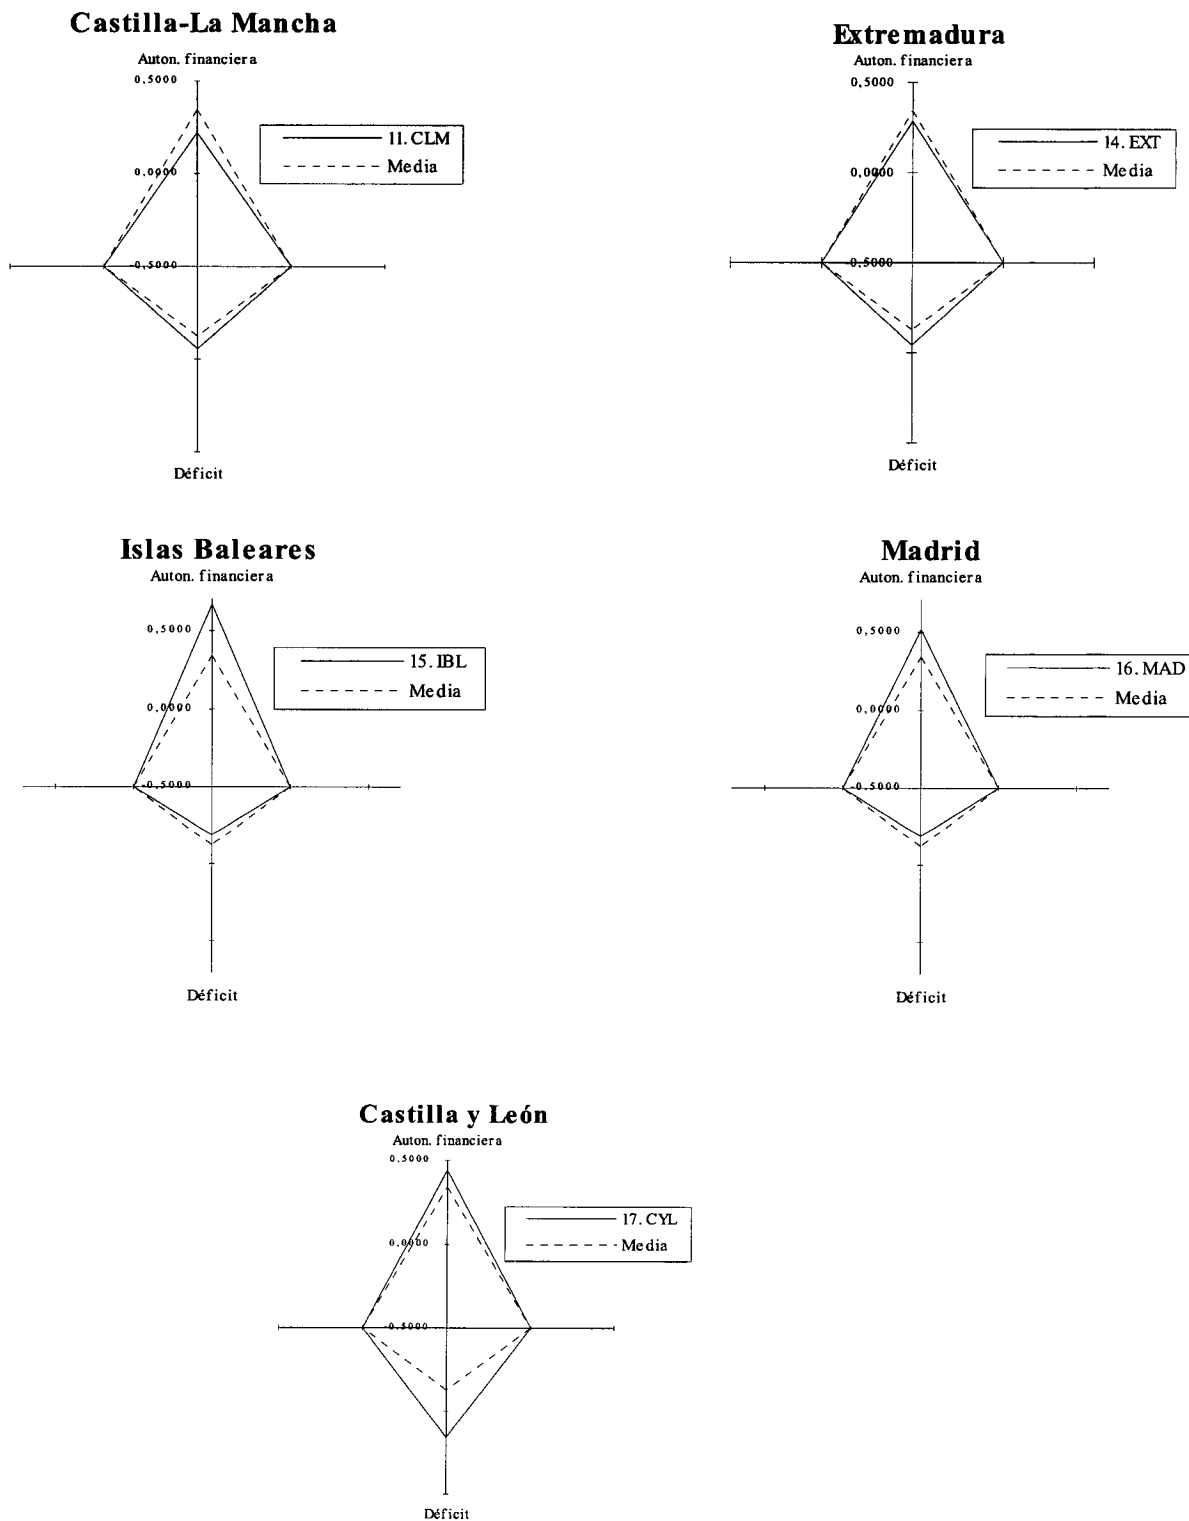 Castilla-La Mancha
Auton. financiera
0,5000
11. CLM
Media
0,0000
-0,5000
Déficit
Extremadura
Auton. financiera
0,5000
14. EXT
Media
0,0000
-0,5000
Déficit
Islas Baleares
Auton. financiera
0,5000
15. IBL
Media
0,0000
-0,5000
Déficit
Madrid
Auton. financiera
0,5000
16. MAD
Media
0,0000
-0,5000
Déficit
Castilla y León
Auton. financiera
0,5000
17. CYL
Media
0,0000
-0,5000
Déficit